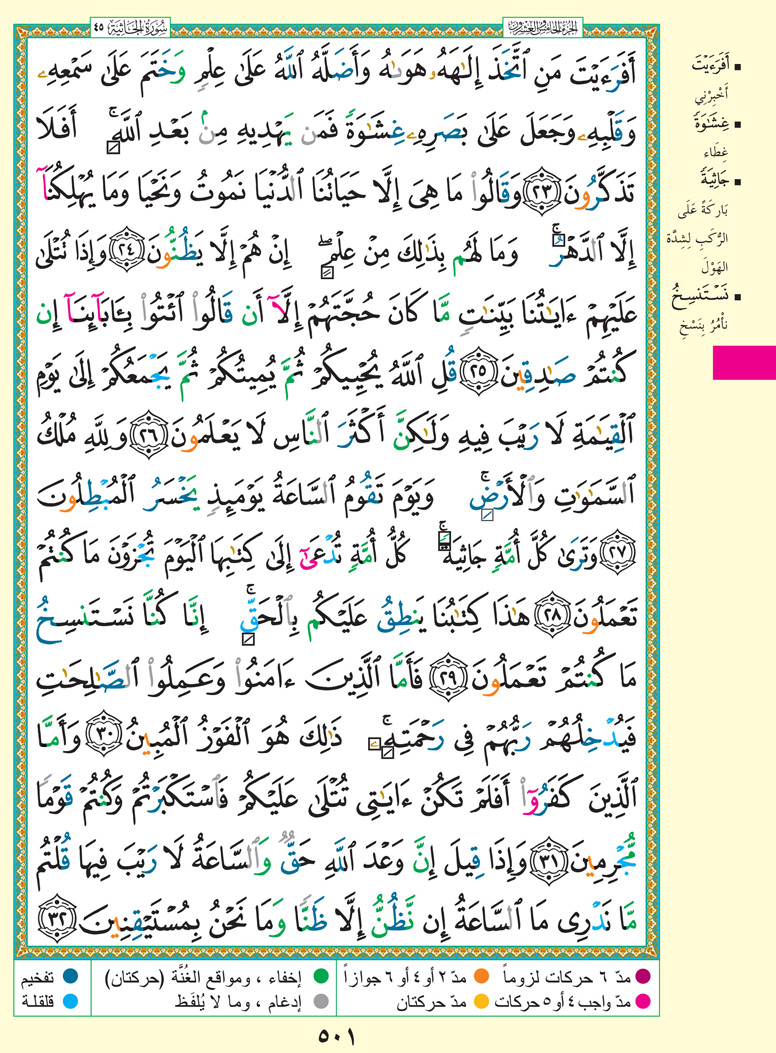 سُورَةُ الجَاثِيَة ٤٥
الجزء الخامس والعشرون
أَفَرَءَيْتَ مَنِ ٱتَّخَذَ إِلَٰهَهُۥ هَوَىٰهُ وَأَضَلَّهُ ٱللَّهُ عَلَىٰ عِلْمٍ وَخَتَمَ عَلَىٰ سَمْعِهِۦ
وَقَلْبِهِۦ وَجَعَلَ عَلَىٰ بَصَرِهِۦ غِشَٰوَةً فَمَن يَهْدِيهِ مِنۢ بَعْدِ ٱللَّهِ ۚ أَفَلَا
تَذَكَّرُونَ ٢٣ وَقَالُوا۟ مَا هِىَ إِلَّا حَيَاتُنَا ٱلدُّنْيَا نَمُوتُ وَنَحْيَا وَمَا يُهْلِكُنَآ
إِلَّا ٱلدَّهْرُ ۚ وَمَا لَهُم بِذَٰلِكَ مِنْ عِلْمٍ ۖ إِنْ هُمْ إِلَّا يَظُنُّونَ ٢٤ وَإِذَا تُتْلَىٰ
عَلَيْهِمْ ءَايَٰتُنَا بَيِّنَٰتٍ مَّا كَانَ حُجَّتَهُمْ إِلَّآ أَن قَالُوا۟ ٱئْتُوا۟ بِـَٔابَآئِنَآ إِن
كُنتُمْ صَٰدِقِينَ ٢٥ قُلِ ٱللَّهُ يُحْيِيكُمْ ثُمَّ يُمِيتُكُمْ ثُمَّ يَجْمَعُكُمْ إِلَىٰ يَوْمِ
ٱلْقِيَٰمَةِ لَا رَيْبَ فِيهِ وَلَٰكِنَّ أَكْثَرَ ٱلنَّاسِ لَا يَعْلَمُونَ ٢٦ وَلِلَّهِ مُلْكُ
ٱلسَّمَٰوَٰتِ وَٱلْأَرْضِ ۚ وَيَوْمَ تَقُومُ ٱلسَّاعَةُ يَوْمَئِذٍ يَخْسَرُ ٱلْمُبْطِلُونَ
٢٧ وَتَرَىٰ كُلَّ أُمَّةٍ جَاثِيَةً ۚ كُلُّ أُمَّةٍ تُدْعَىٰٓ إِلَىٰ كِتَٰبِهَا ٱلْيَوْمَ تُجْزَوْنَ مَا كُنتُمْ
تَعْمَلُونَ ٢٨ هَٰذَا كِتَٰبُنَا يَنطِقُ عَلَيْكُم بِٱلْحَقِّ ۚ إِنَّا كُنَّا نَسْتَنسِخُ
مَا كُنتُمْ تَعْمَلُونَ ٢٩ فَأَمَّا ٱلَّذِينَ ءَامَنُوا۟ وَعَمِلُوا۟ ٱلصَّٰلِحَٰتِ
فَيُدْخِلُهُمْ رَبُّهُمْ فِى رَحْمَتِهِۦ ۚ ذَٰلِكَ هُوَ ٱلْفَوْزُ ٱلْمُبِينُ ٣٠ وَأَمَّا
ٱلَّذِينَ كَفَرُوٓا۟ أَفَلَمْ تَكُنْ ءَايَٰتِى تُتْلَىٰ عَلَيْكُمْ فَٱسْتَكْبَرْتُمْ وَكُنتُمْ قَوْمًا
مُّجْرِمِينَ ٣١ وَإِذَا قِيلَ إِنَّ وَعْدَ ٱللَّهِ حَقٌّ وَٱلسَّاعَةُ لَا رَيْبَ فِيهَا قُلْتُم
مَّا نَدْرِى مَا ٱلسَّاعَةُ إِن نَّظُنُّ إِلَّا ظَنًّا وَمَا نَحْنُ بِمُسْتَيْقِنِينَ ٣٢
أَفَرَءَيْتَ
أَخْبِرْنِي
غِشَٰوَةً
غِطَاء
جَاثِيَةً
بَارِكَةً عَلَى
الرُّكَبِ لِشِدَّة
الهَوْلَ
نَسْتَنسِخُ
نأْمُرُ بِنَسْخِ
مدّ ٦ حركات لزوماً
مدّ ٢ أو ٤ أو ٦ جوازاً
إخفاء ، ومواقع الغُنَّة (حركتان)
تفخيم
مدّ واجب ٤ أو ٥ حركات
مدّ حركتان
إدغام ، وما لا يُلفَظ
قلقلة
٥٠١